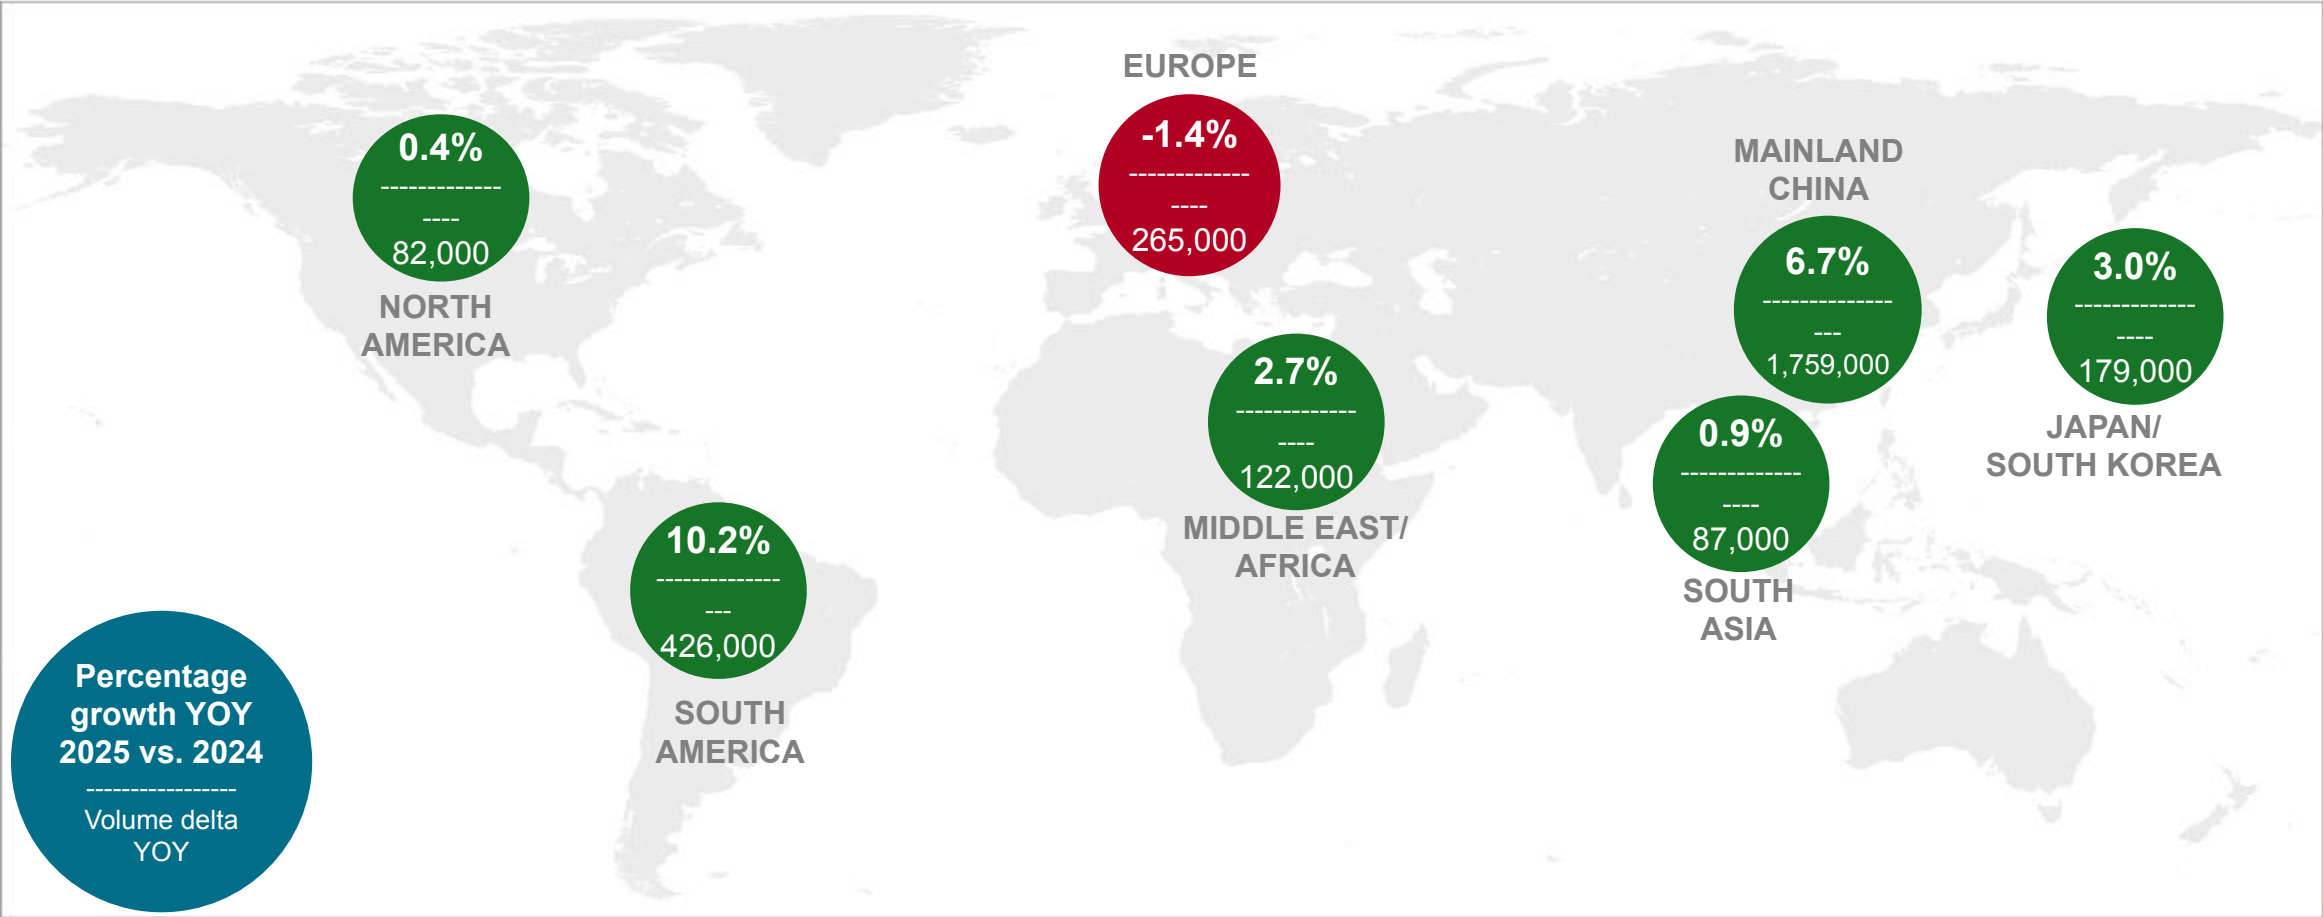 EUROPE
-1.4%
-------------
----
265,000
0.4%
-------------
----
82,000
NORTH
AMERICA
MAINLAND
CHINA
6.7%
--------------
---
1,759,000
3.0%
-------------
----
179,000
JAPAN/
SOUTH KOREA
2.7%
-------------
----
122,000
MIDDLE EAST/
AFRICA
0.9%
-------------
----
87,000
SOUTH
ASIA
10.2%
--------------
---
426,000
SOUTH
AMERICA
Percentage
growth YOY
2025 vs. 2024
-----------------
Volume delta
YOY